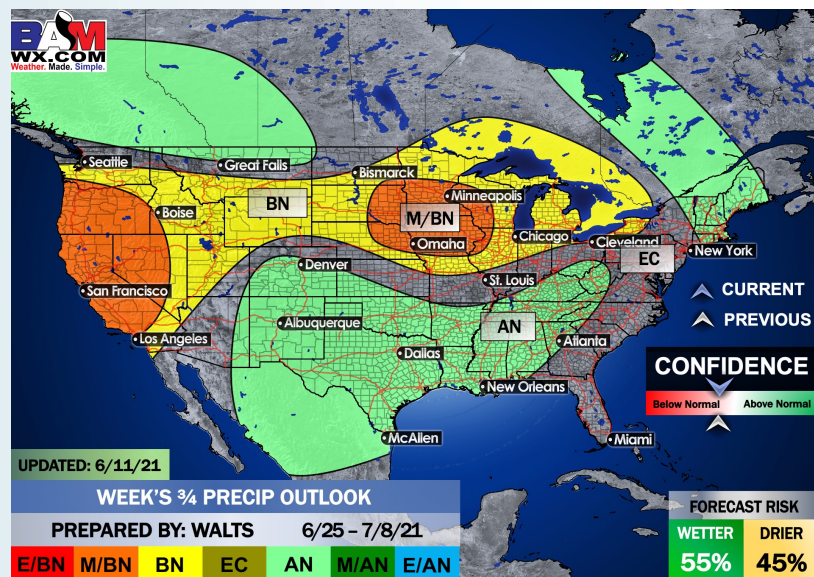 BAM
WX.COM
Weather. Made. Simple.
Seattle
Great Falls
Bismarck
Boise
BN
Minneapolis
M/BN
Omaha
Chicago
Cleveland
New York
EC
Denver
St. Louis
San Francisco
CURRENT
PREVIOUS
Albuquerque
AN
Los Angeles
Dallas
Atlanta
CONFIDENCE
New Orleans
Below Normal
Above Normal
McAllen
Miami
UPDATED: 6/11/21
WEEK'S ¾ PRECIP OUTLOOK
PREPARED BY: WALTS 6/25 – 7/8/21
E/BN M/BN BN EC AN M/AN E/AN
FORECAST RISK
WETTER DRIER
55% 45%